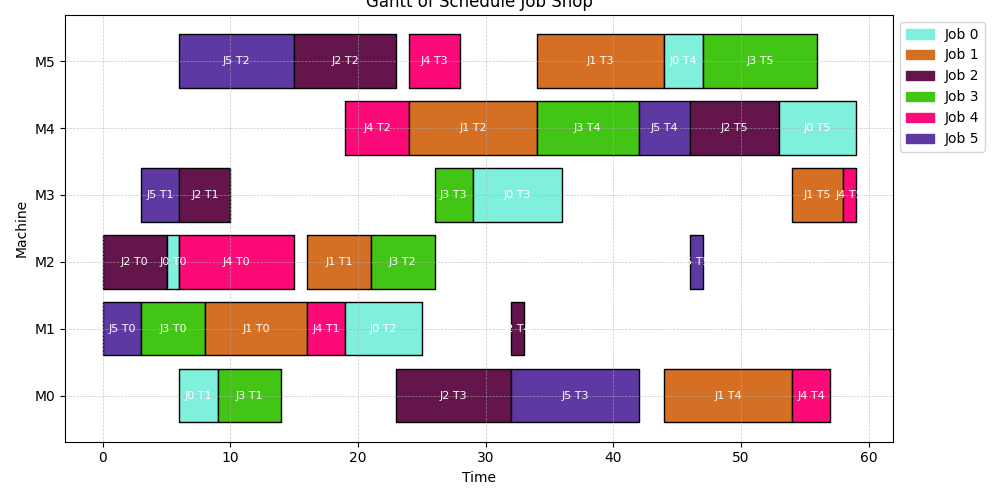 Gantt of Schedule Job Shop
M5
J5 T2
J2 T2
J4 T3
J1 T3
J0 T4
J3 T5
M4
J4 T2
J1 T2
J3 T4
J5 T4
J2 T5
J0 T5
M3
J5 T1
J2 T1
J3 T3
J0 T3
J1 T5
J4 T5
M2
J2 T0
J0 T0
J4 T0
J1 T1
J3 T2
M1
J5 T0
J3 T0
J1 T0
J4 T1
J0 T2
M0
J0 T1
J3 T1
J2 T3
J5 T3
J1 T4
J4 T4
Machine
0 10 20 30 40 50 60
Time
Job 0
Job 1
Job 2
Job 3
Job 4
Job 5